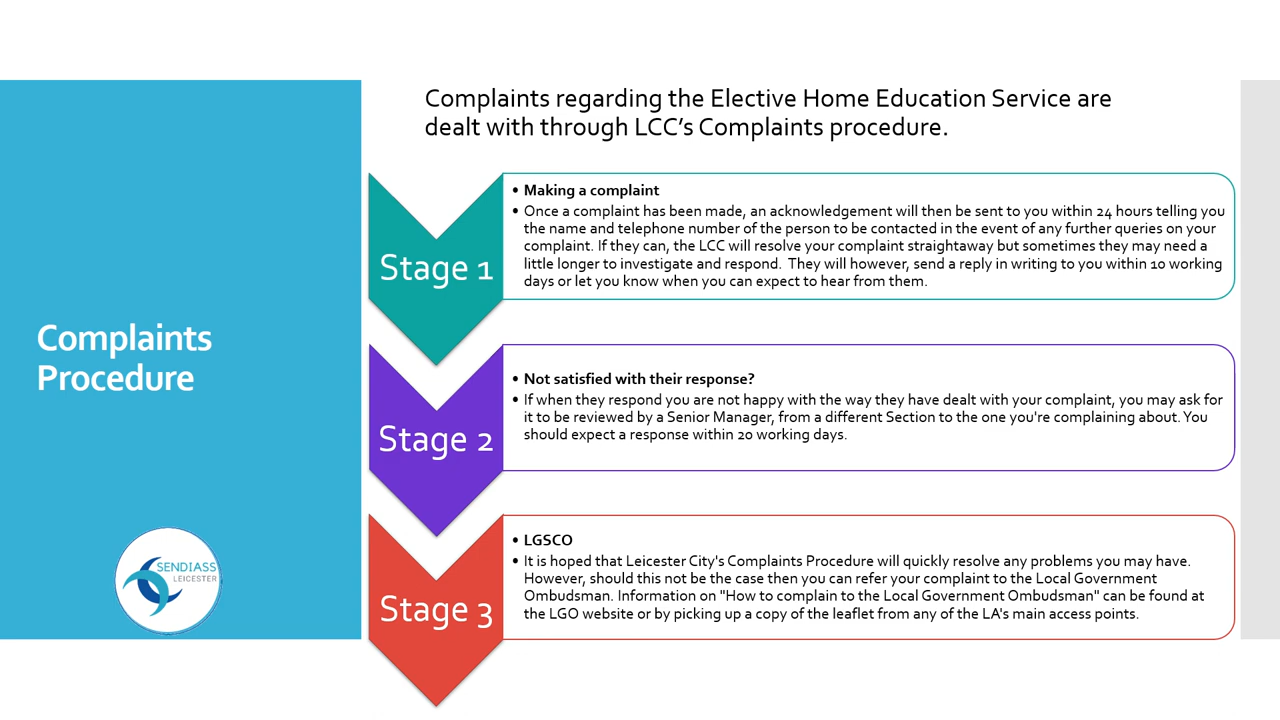 Complaints regarding the Elective Home Education Service are
dealt with through LCC’s Complaints procedure.
Complaints
Procedure
SENDIASS
LEICESTER
Stage 1
• Making a complaint
• Once a complaint has been made, an acknowledgement will then be sent to you within 24 hours telling you
the name and telephone number of the person to be contacted in the event of any further queries on your
complaint. If they can, the LCC will resolve your complaint straightaway but sometimes they may need a
little longer to investigate and respond.  They will however, send a reply in writing to you within 10 working
days or let you know when you can expect to hear from them.
Stage 2
• Not satisfied with their response?
• If when they respond you are not happy with the way they have dealt with your complaint, you may ask for
it to be reviewed by a Senior Manager, from a different Section to the one you're complaining about. You
should expect a response within 20 working days.
Stage 3
• LGSCO
• It is hoped that Leicester City's Complaints Procedure will quickly resolve any problems you may have.
However, should this not be the case then you can refer your complaint to the Local Government
Ombudsman. Information on "How to complain to the Local Government Ombudsman" can be found at
the LGO website or by picking up a copy of the leaflet from any of the LA's main access points.